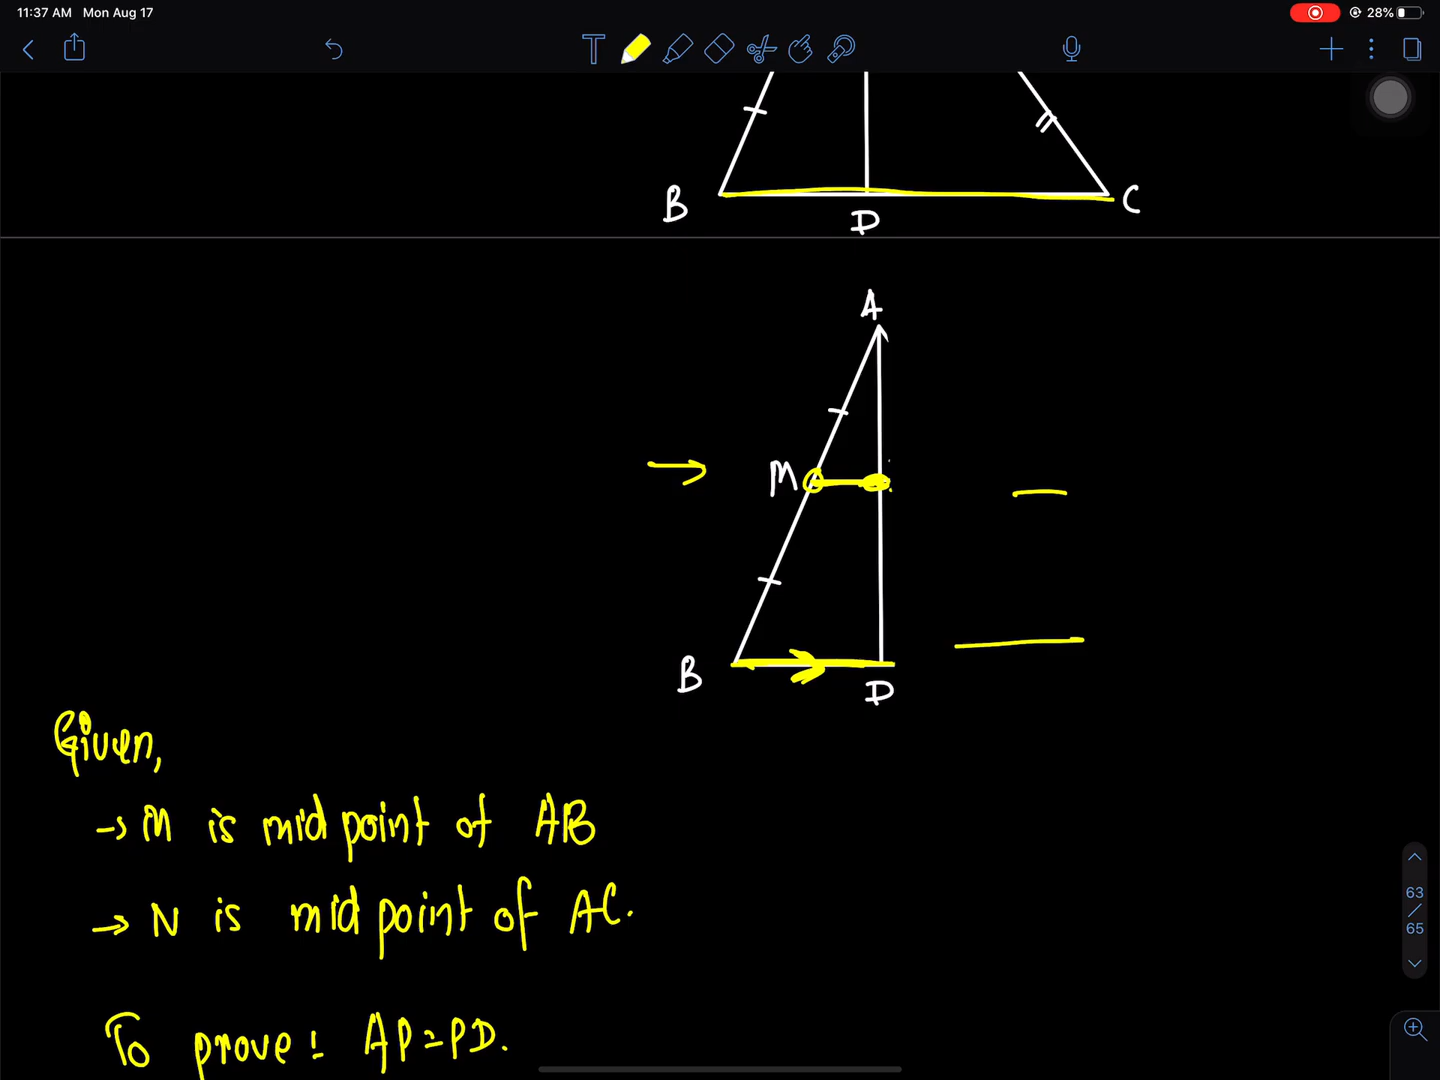 11:37 AM Mon Aug 17
28%
B
D
C
A
M
B
D
Given,
→ M is mid point of AB
→ N is mid point of AC.
To prove: AP=PD.
63
/
65